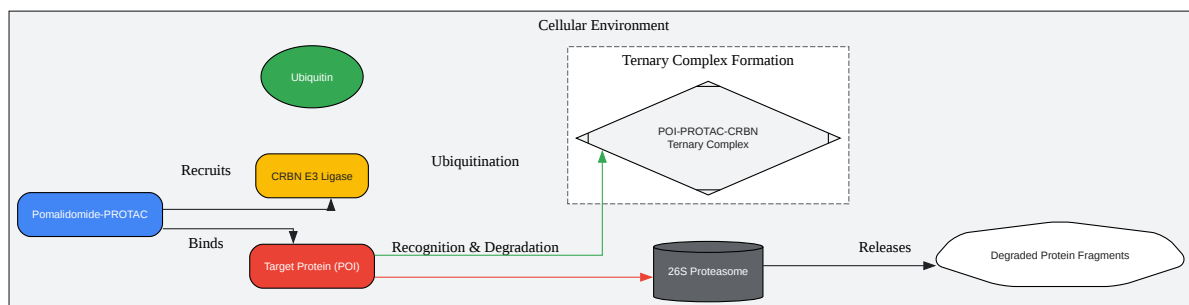 Cellular Environment
Ternary Complex Formation
Ubiquitin
POI-PROTAC-CRBN
Ternary Complex
Ubiquitination
Recruits
CRBN E3 Ligase
Pomalidomide-PROTAC
Binds
Recognition & Degradation
Target Protein (POI)
26S Proteasome
Releases
Degraded Protein Fragments